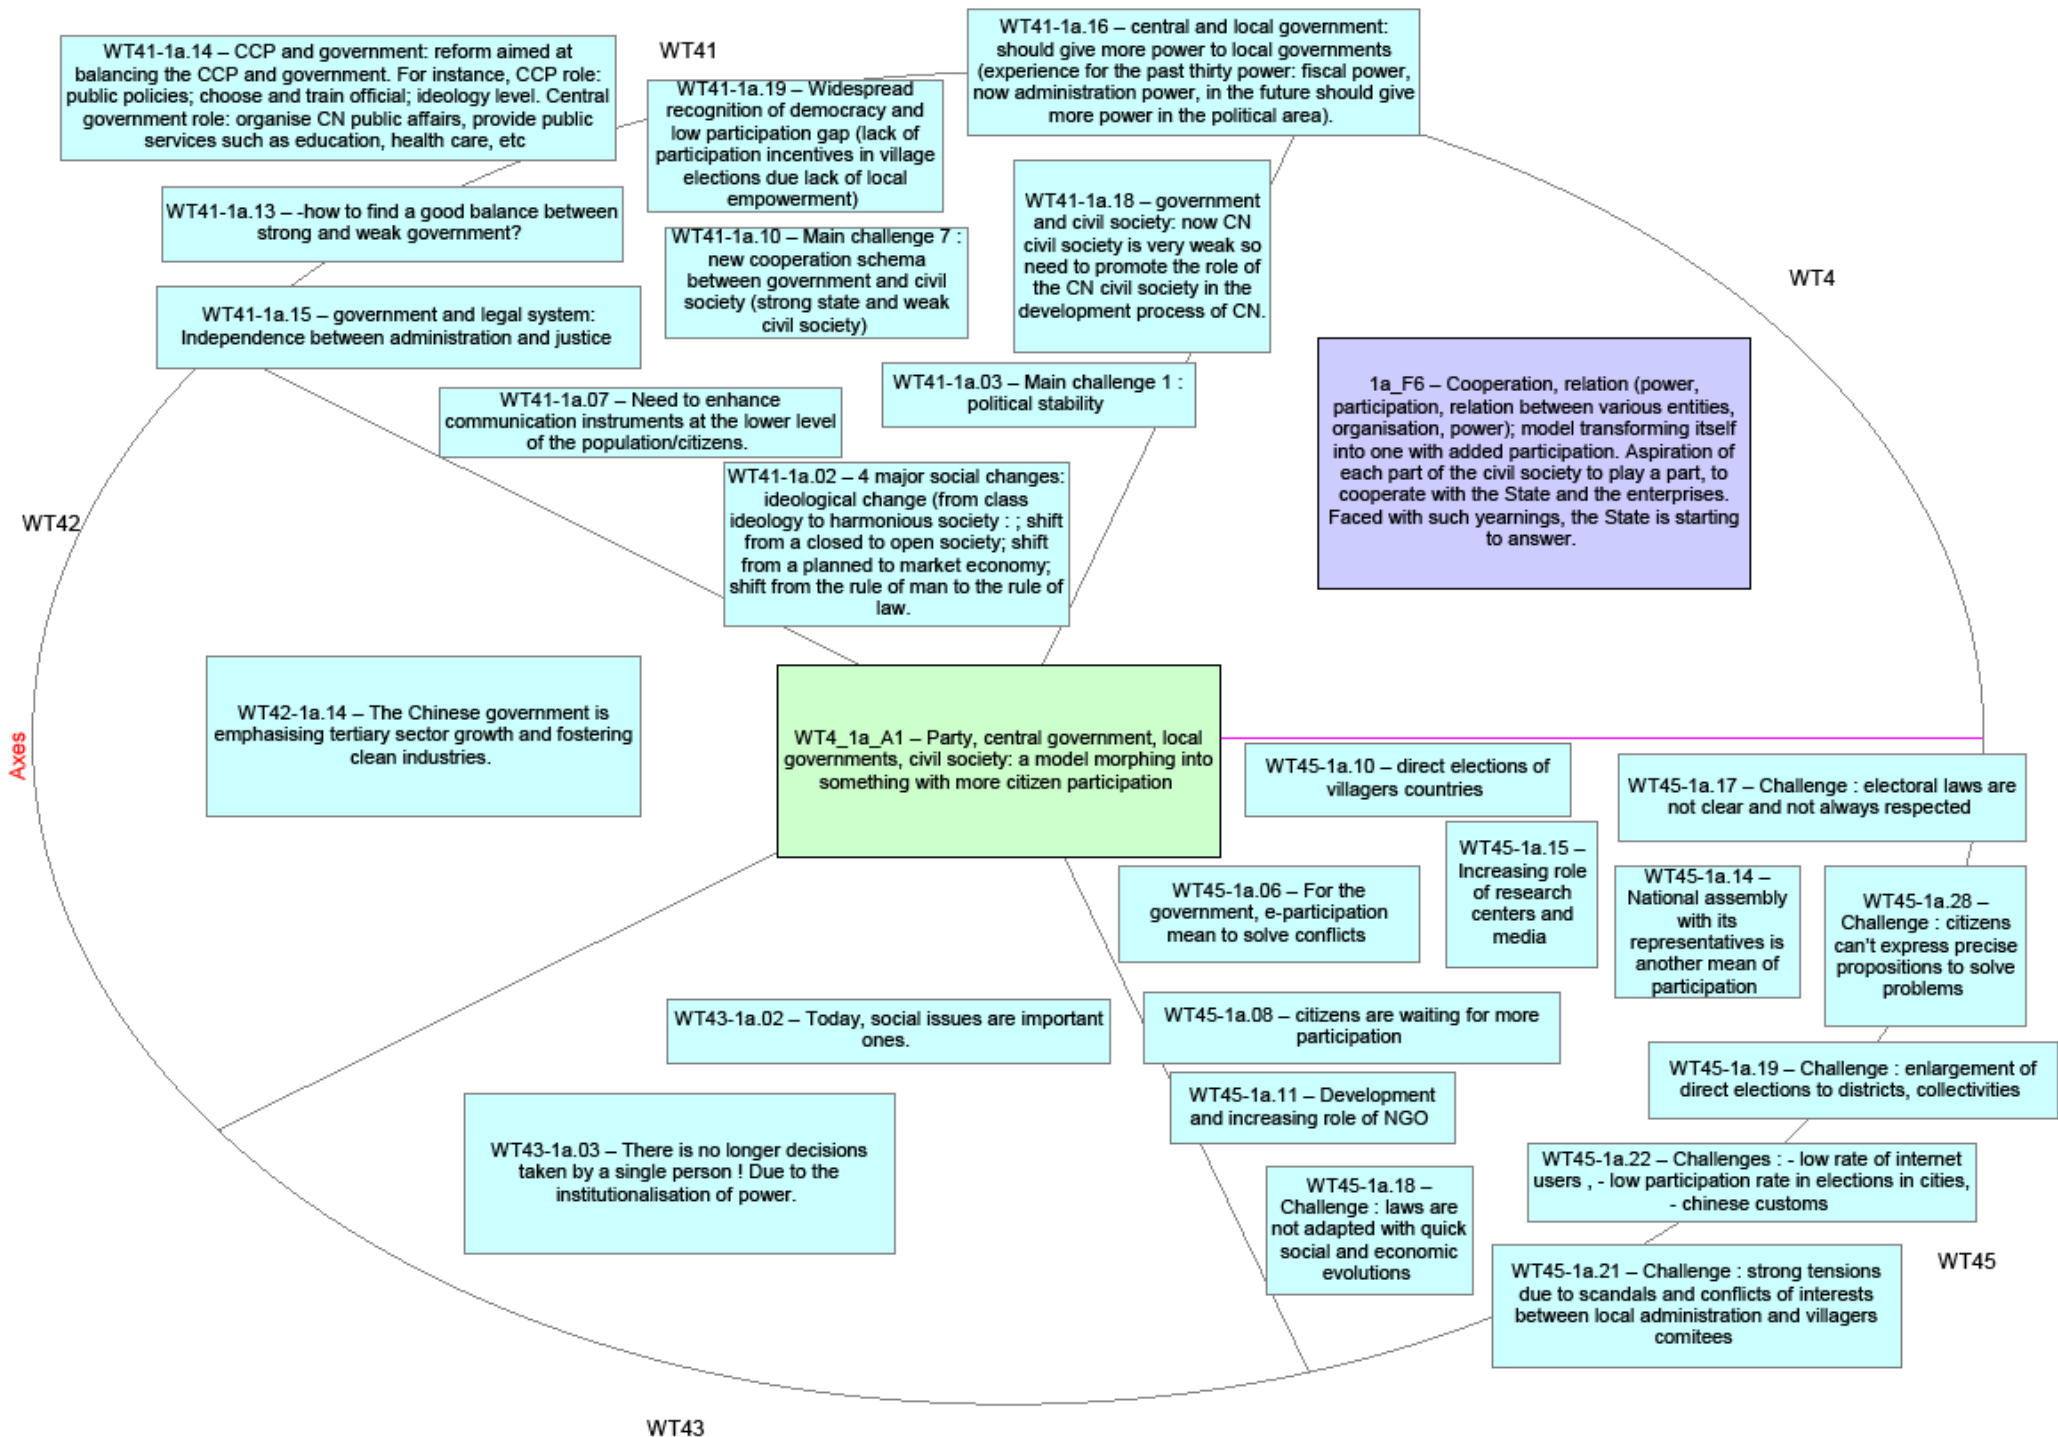 WT41-1a.14 – CCP and government: reform aimed at
balancing the CCP and government. For instance, CCP role:
public policies; choose and train official; ideology level. Central
government role: organise CN public affairs, provide public
services such as education, health care, etc
WT41
WT41-1a.16 – central and local government:
should give more power to local governments
(experience for the past thirty power: fiscal power,
now administration power, in the future should give
more power in the political area).
WT41-1a.19 – Widespread
recognition of democracy and
low participation gap (lack of
participation incentives in village
elections due lack of local
empowerment)
WT41-1a.13 – -how to find a good balance between
strong and weak government?
WT41-1a.18 – government
and civil society: now CN
civil society is very weak so
need to promote the role of
the CN civil society in the
development process of CN.
WT41-1a.10 – Main challenge 7 :
new cooperation schema
between government and civil
society (strong state and weak
civil society)
WT4
WT41-1a.15 – government and legal system:
Independence between administration and justice
WT41-1a.03 – Main challenge 1 :
political stability
1a_F6 – Cooperation, relation (power,
participation, relation between various entities,
organisation, power); model transforming itself
into one with added participation. Aspiration of
each part of the civil society to play a part, to
cooperate with the State and the enterprises.
Faced with such yearnings, the State is starting
to answer.
WT41-1a.07 – Need to enhance
communication instruments at the lower level
of the population/citizens.
WT41-1a.02 – 4 major social changes:
ideological change (from class
ideology to harmonious society : ; shift
from a closed to open society; shift
from a planned to market economy;
shift from the rule of man to the rule of
law.
WT42
WT42-1a.14 – The Chinese government is
emphasising tertiary sector growth and fostering
clean industries.
Axes
WT4_1a_A1 – Party, central government, local
governments, civil society: a model morphing into
something with more citizen participation
WT45-1a.10 – direct elections of
villagers countries
WT45-1a.17 – Challenge : electoral laws are
not clear and not always respected
WT45-1a.15 –
Increasing role
of research
centers and
media
WT45-1a.06 – For the
government, e-participation
mean to solve conflicts
WT45-1a.14 –
National assembly
with its
representatives is
another mean of
participation
WT45-1a.28 –
Challenge : citizens
can't express precise
propositions to solve
problems
WT43-1a.02 – Today, social issues are important
ones.
WT45-1a.08 – citizens are waiting for more
participation
WT45-1a.19 – Challenge : enlargement of
direct elections to districts, collectivities
WT45-1a.11 – Development
and increasing role of NGO
WT43-1a.03 – There is no longer decisions
taken by a single person ! Due to the
institutionalisation of power.
WT45-1a.22 – Challenges : - low rate of internet
users , - low participation rate in elections in cities,
- chinese customs
WT45-1a.18 –
Challenge : laws are
not adapted with quick
social and economic
evolutions
WT45-1a.21 – Challenge : strong tensions
due to scandals and conflicts of interests
between local administration and villagers
comitees
WT45
WT43